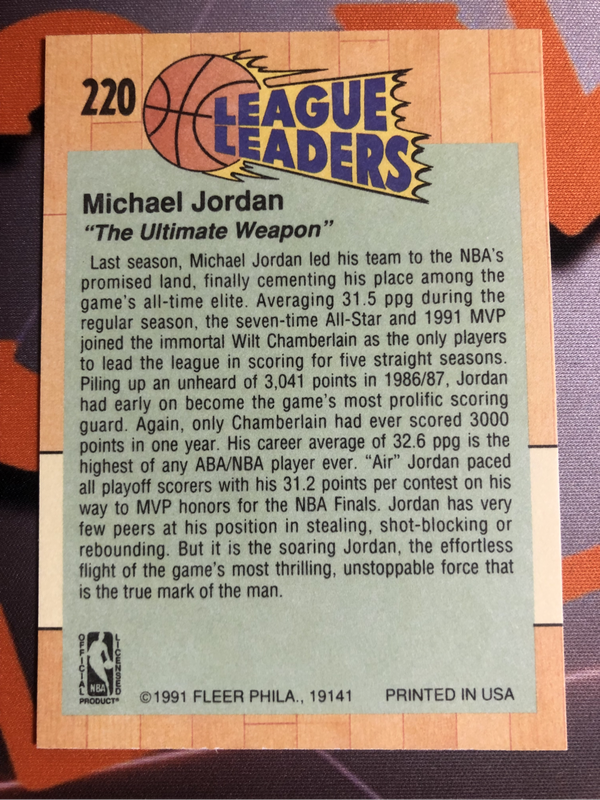 220
LEAGUE
LEADERS
Michael Jordan
“The Ultimate Weapon”
Last season, Michael Jordan led his team to the NBA’s
promised land, finally cementing his place among the
game’s all-time elite. Averaging 31.5 ppg during the
regular season, the seven-time All-Star and 1991 MVP
joined the immortal Wilt Chamberlain as the only players
to lead the league in scoring for five straight seasons.
Piling up an unheard of 3,041 points in 1986/87, Jordan
had early on become the game’s most prolific scoring
guard. Again, only Chamberlain had ever scored 3000
points in one year. His career average of 32.6 ppg is the
highest of any ABA/NBA player ever. “Air” Jordan paced
all playoff scorers with his 31.2 points per contest on his
way to MVP honors for the NBA Finals. Jordan has very
few peers at his position in stealing, shot-blocking or
rebounding. But it is the soaring Jordan, the effortless
flight of the game’s most thrilling, unstoppable force that
is the true mark of the man.
OFFICIAL
LICENSED
NBA
PRODUCT®
©1991 FLEER PHILA., 19141
PRINTED IN USA